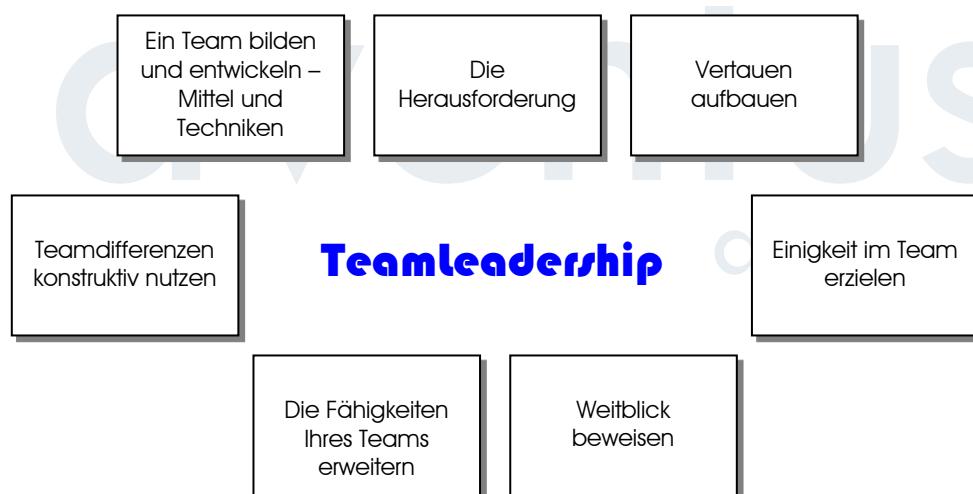 Ein Team bilden
und entwickeln –
Mittel und
Techniken
Die
Herausforderung
Vertauen
aufbauen
Teamdifferenzen
konstruktiv nutzen
TeamLeadership
Einigkeit im Team
erzielen
Die Fähigkeiten
Ihres Teams
erweitern
Weitblick
beweisen